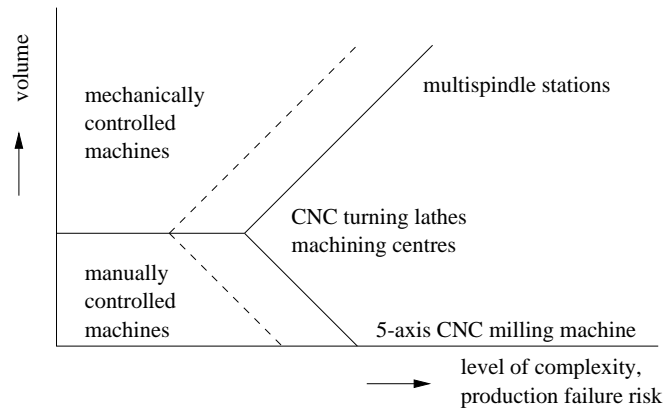 volume
mechanically
controlled
machines
multispindle stations
CNC turning lathes
machining centres
manually
controlled
machines
5-axis CNC milling machine
level of complexity,
production failure risk